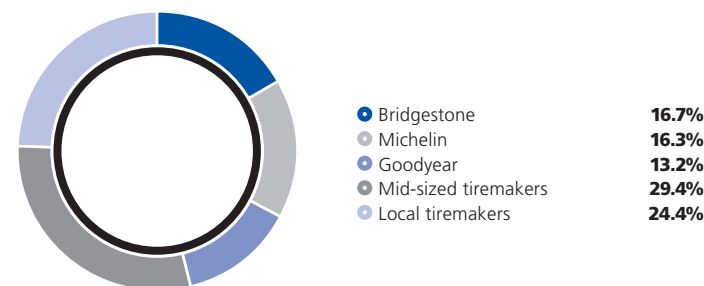 Bridgestone 16.7%
Michelin 16.3%
Goodyear 13.2%
Mid-sized tiremakers 29.4%
Local tiremakers 24.4%